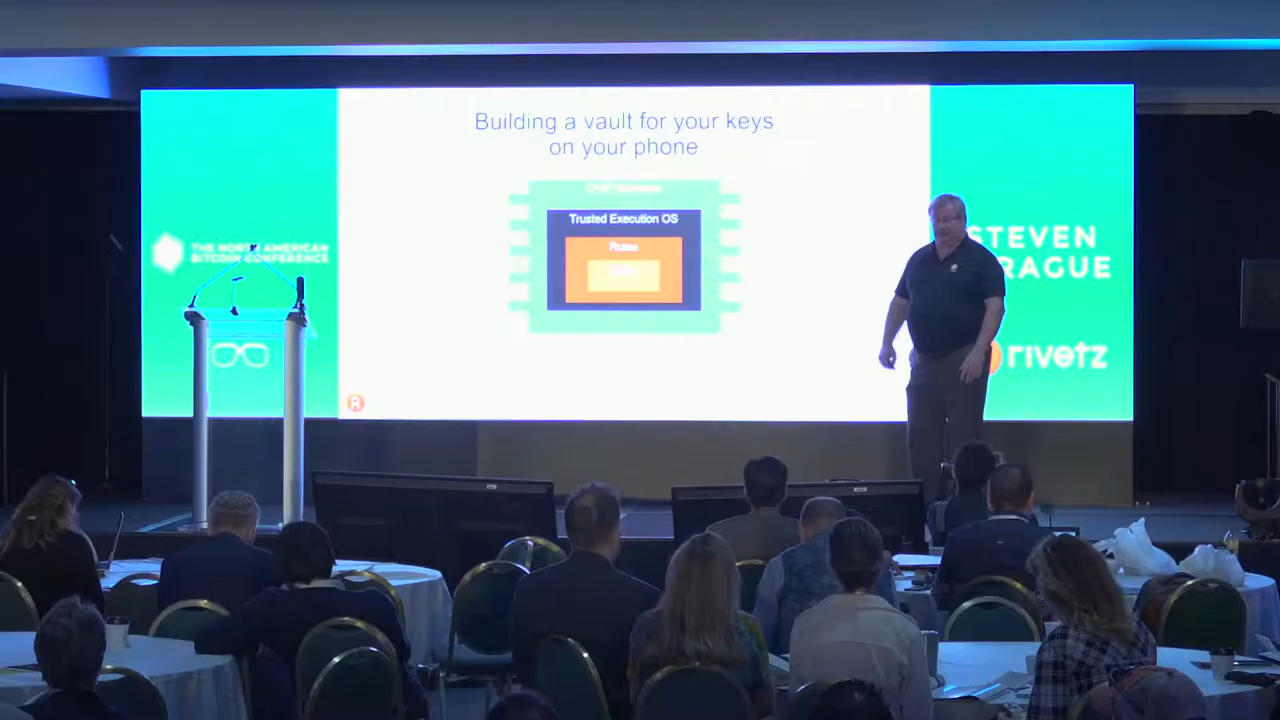 Building a vault for your keys
on your phone
Trusted Execution OS
Rules
THE NORTH AMERICAN
BITCOIN CONFERENCE
STEVEN
RAGUE
rivetz